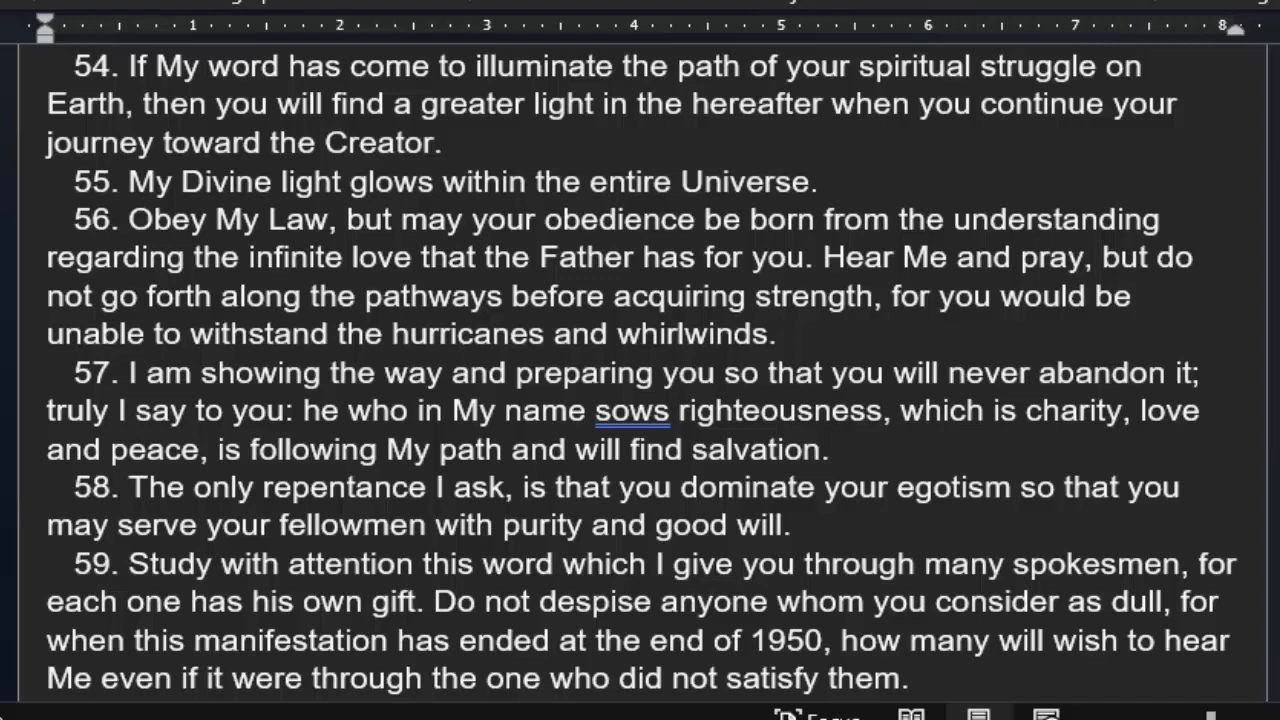 1 2 3 4 5 6 7 8
54. If My word has come to illuminate the path of your spiritual struggle on
Earth, then you will find a greater light in the hereafter when you continue your
journey toward the Creator.
55. My Divine light glows within the entire Universe.
56. Obey My Law, but may your obedience be born from the understanding
regarding the infinite love that the Father has for you. Hear Me and pray, but do
not go forth along the pathways before acquiring strength, for you would be
unable to withstand the hurricanes and whirlwinds.
57. I am showing the way and preparing you so that you will never abandon it;
truly I say to you: he who in My name sows righteousness, which is charity, love
and peace, is following My path and will find salvation.
58. The only repentance I ask, is that you dominate your egotism so that you
may serve your fellowmen with purity and good will.
59. Study with attention this word which I give you through many spokesmen, for
each one has his own gift. Do not despise anyone whom you consider as dull, for
when this manifestation has ended at the end of 1950, how many will wish to hear
Me even if it were through the one who did not satisfy them.
Focus